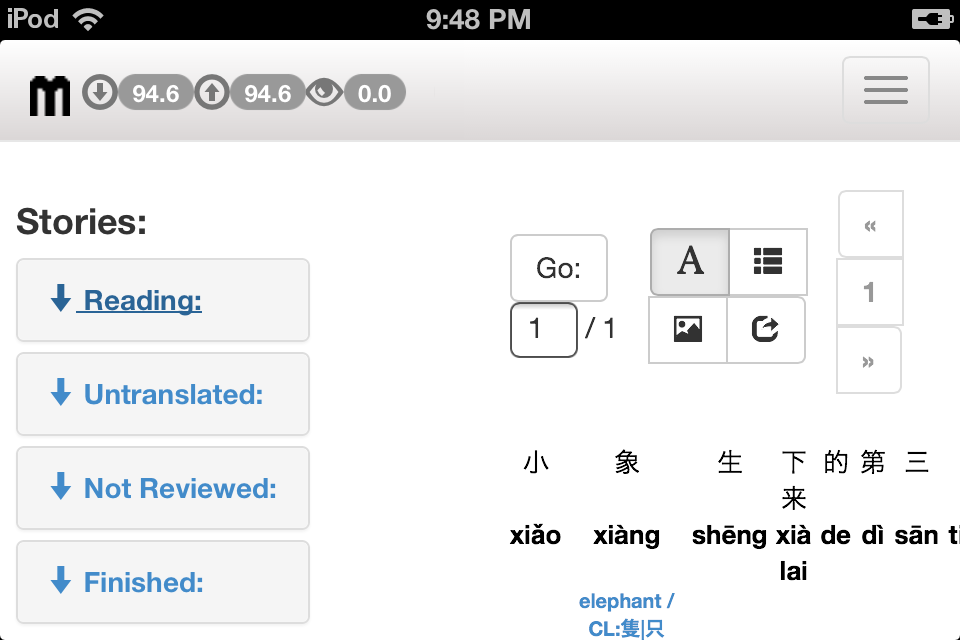 iPod 9:48 PM
m 94.6 94.6 0.0
Stories:
Reading:
Untranslated:
Not Reviewed:
Finished:
Go:
1 / 1
A
«
1
»
小 象 生 下 的 第 三
来
xiǎo xiàng shēng xià de dì sān ti
lai
elephant /
CL:隻|只